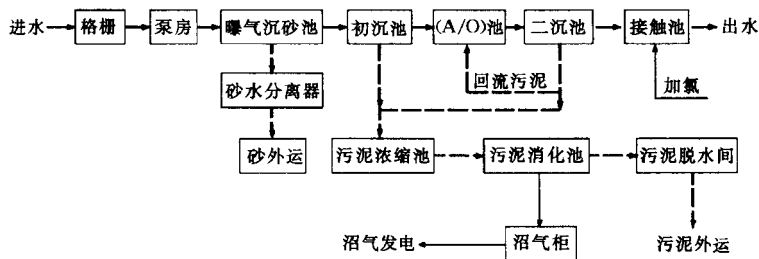 进水 格栅 泵房 曝气沉砂池 初沉池 (A/O)池 二沉池 接触池 出水
回流污泥
加氯
砂水分离器
砂外运 污泥浓缩池 污泥消化池 污泥脱水间
沼气发电 沼气柜 污泥外运